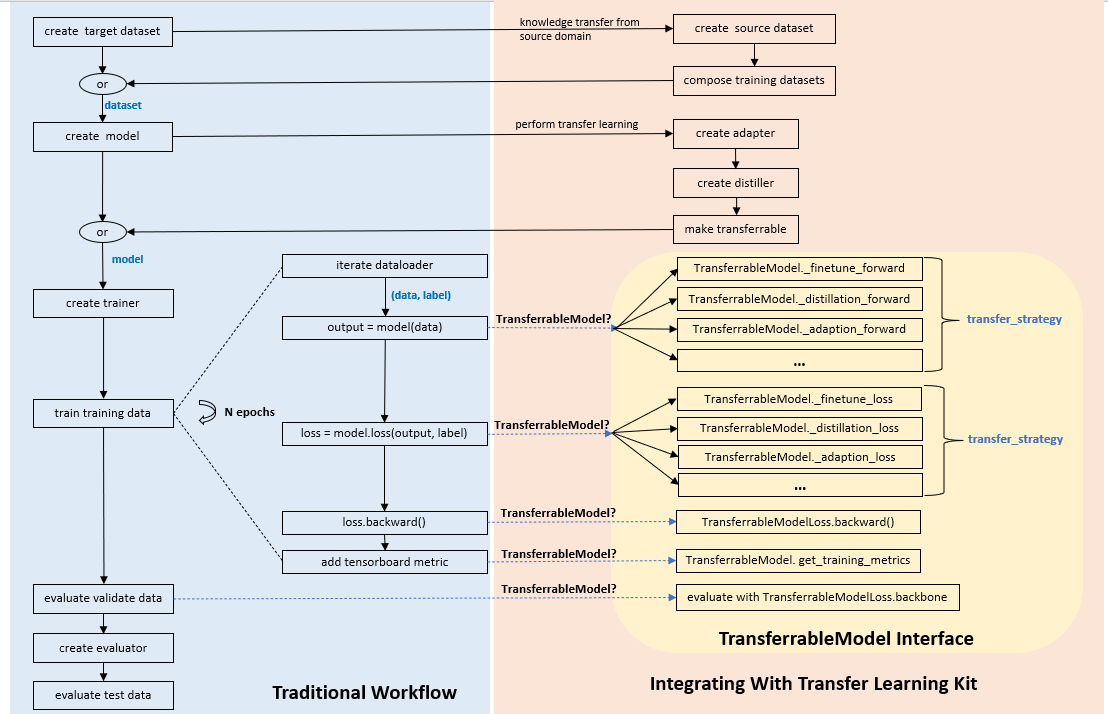 create target dataset
knowledge transfer from
source domain
create source dataset
or
compose training datasets
dataset
create model
perform transfer learning
create adapter
create distiller
or
make transferrable
model
iterate dataloader
TransferrableModel._finetune_forward
create trainer
(data, label)
TransferrableModel._distillation_forward
output = model(data)
TransferrableModel?
TransferrableModel._adaption_forward
transfer_strategy
...
train training data
N epochs
TransferrableModel._finetune_loss
loss = model.loss(output, label)
TransferrableModel?
TransferrableModel._distillation_loss
transfer_strategy
TransferrableModel._adaption_loss
...
loss.backward()
TransferrableModel?
TransferrableModelLoss.backward()
add tensorboard metric
TransferrableModel?
TransferrableModel. get_training_metrics
evaluate validate data
TransferrableModel?
evaluate with TransferrableModelLoss.backbone
create evaluator
TransferrableModel Interface
evaluate test data
Traditional Workflow
Integrating With Transfer Learning Kit